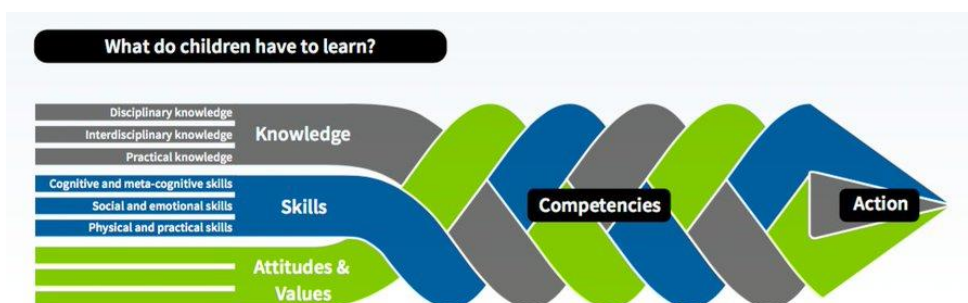 What do children have to learn?
Disciplinary knowledge
Interdisciplinary knowledge
Practical knowledge
Knowledge
Cognitive and meta-cognitive skills
Social and emotional skills
Physical and practical skills
Skills
Attitudes &
Values
Competencies
Action